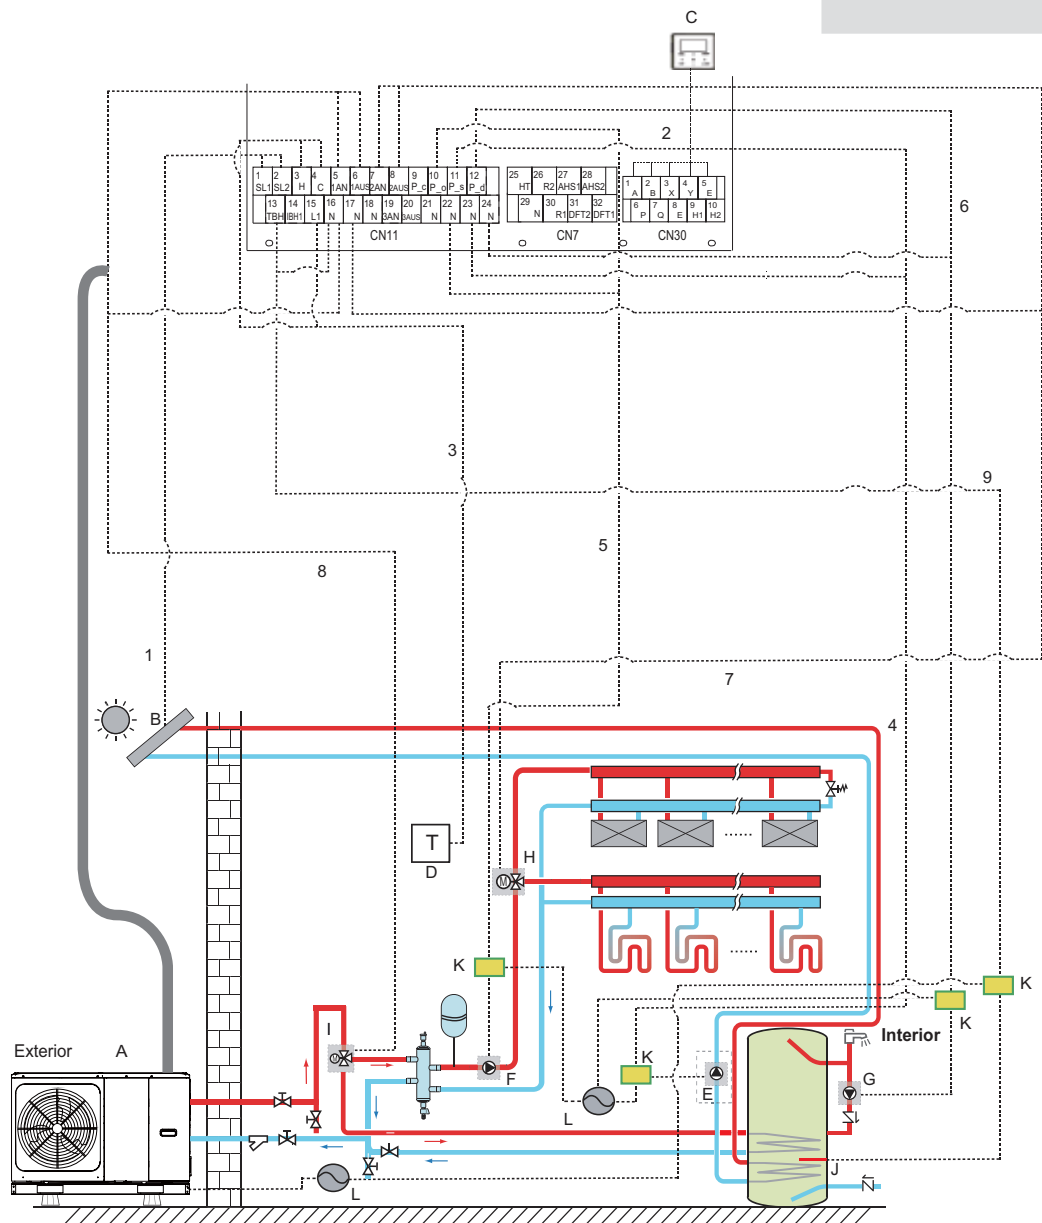 C
2
1 2 3 4 5 6 7 8 9 10 11 12
SL1 SL2 H C 1AN 1AUS 2AN 2AUS P_c P_o P_s P_d
13 14 15 16 17 18 19 20 21 22 23 24
TBH IBH1 L1 N N N 3AN 3AUS N N N N
CN11
25 26 27 28
HT R2 AHS1 AHS2
29 30 31 32
N R1 DFT2 DFT1
CN7
1 2 3 4 5
A B X Y E
6 7 8 9 10
P Q E H1 H2
CN30
6
3
9
5
8
1
7
B
4
T
D
H
M
K
K
K
I
M
Interior
Exterior A
F
K
G
E
L
J
L